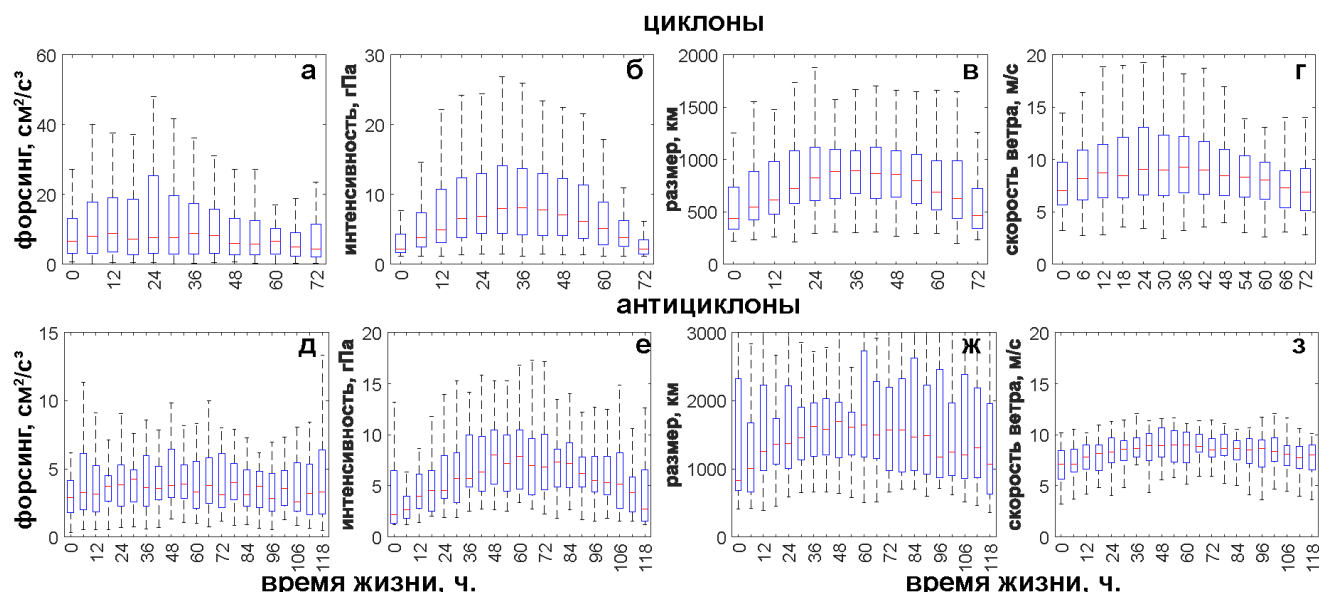 циклоны
форсинг, см²/с³
60
40
20
0
а
0 12 24 36 48 60 72
интенсивность, гПа
30
20
10
0
б
0 12 24 36 48 60 72
размер, км
2000
1500
1000
500
0
в
0 12 24 36 48 60 72
скорость ветра, м/с
20
15
10
5
0
г
0 6 12 18 24 30 36 42 48 54 60 66 72
антициклоны
форсинг, см²/с³
15
10
5
0
д
0 12 24 36 48 60 72 84 96 106 118
интенсивность, гПа
20
15
10
5
0
е
0 12 24 36 48 60 72 84 96 106 118
размер, км
3000
2000
1000
0
ж
0 12 24 36 48 60 72 84 96 106 118
скорость ветра, м/с
20
15
10
5
0
з
0 12 24 36 48 60 72 84 96 106 118
время жизни, ч.
время жизни, ч.